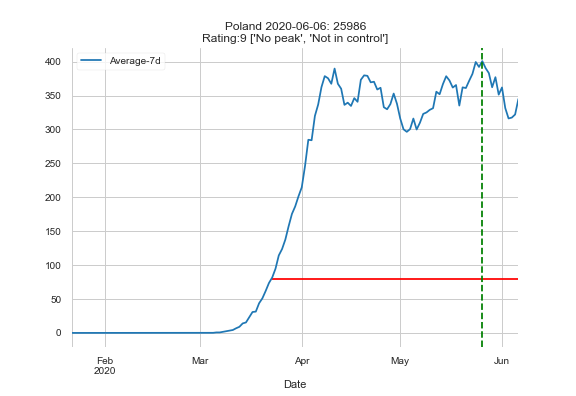 Poland 2020-06-06: 25986
Rating:9 ['No peak', 'Not in control']
Average-7d
400
350
300
250
200
150
100
50
0
Feb
2020
Mar
Apr
May
Jun
Date